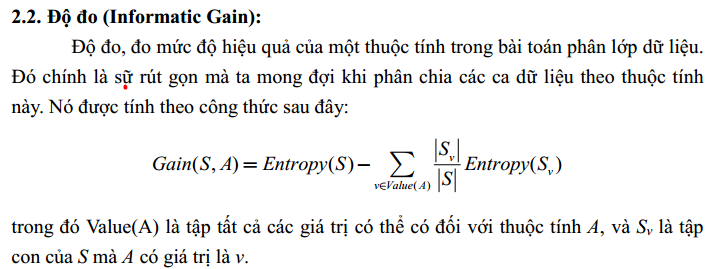 2.2. Độ đo (Informatic Gain):
Độ đo, đo mức độ hiệu quả của một thuộc tính trong bài toán phân lớp dữ liệu.
Đó chính là sữ rút gọn mà ta mong đợi khi phân chia các ca dữ liệu theo thuộc tính
này. Nó được tính theo công thức sau đây:
Gain(S, A) = Entropy(S) − ∑_{v∈Value(A)} |S_v|/|S| Entropy(S_v)
trong đó Value(A) là tập tất cả các giá trị có thể có đối với thuộc tính A, và S_v là tập
con của S mà A có giá trị là v.